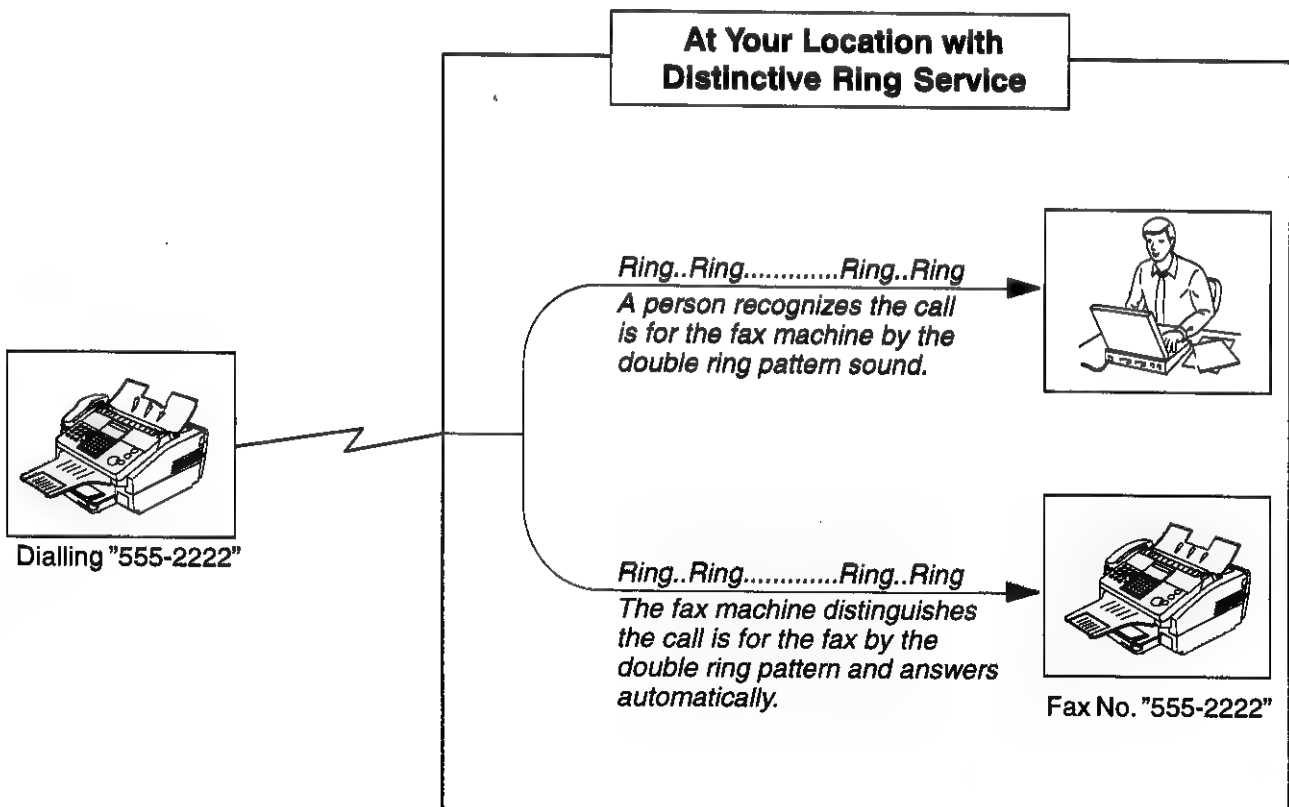 At Your Location with
Distinctive Ring Service
Ring..Ring.............Ring..Ring
A person recognizes the call
is for the fax machine by the
double ring pattern sound.
Dialling "555-2222"
Ring..Ring.............Ring..Ring
The fax machine distinguishes
the call is for the fax by the
double ring pattern and answers
automatically.
Fax No. "555-2222"